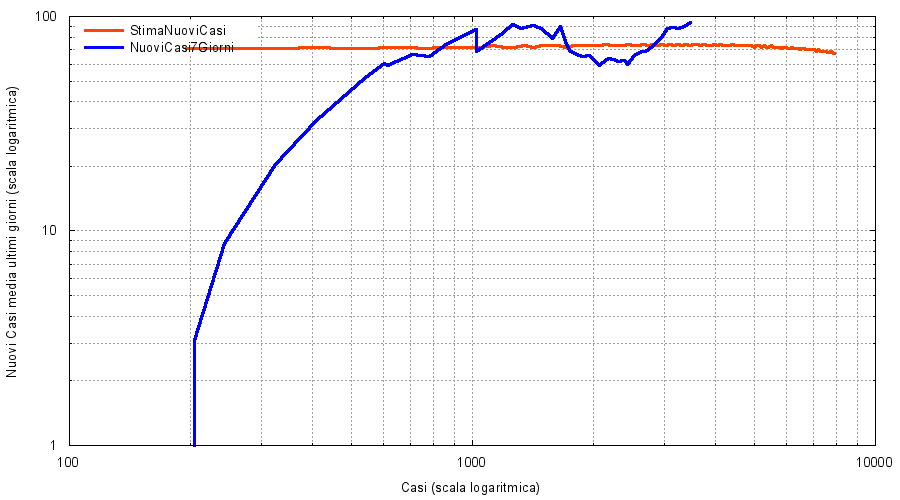 100
StimaNuoviCasi
NuoviCasi7Giorni
10
1
Nuovi Casi media ultimi giorni (scala logaritmica)
100
1000
10000
Casi (scala logaritmica)